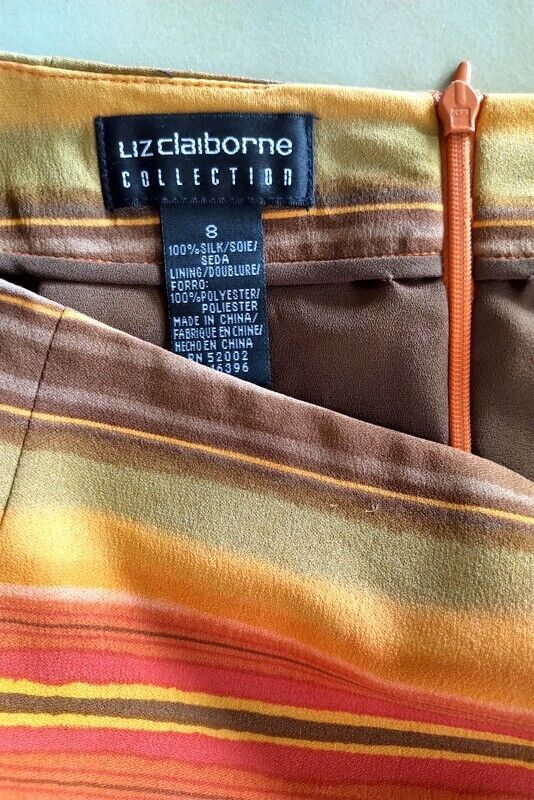 Liz claiborne
COLLECTION
8
100% SILK/SOIE/
SEDA
LINING/DOUBLURE/
FORRO:
100%POLYESTER/
POLIESTER
MADE IN CHINA/
FABRIQUE EN CHINE/
HECHO EN CHINA
RN 52002